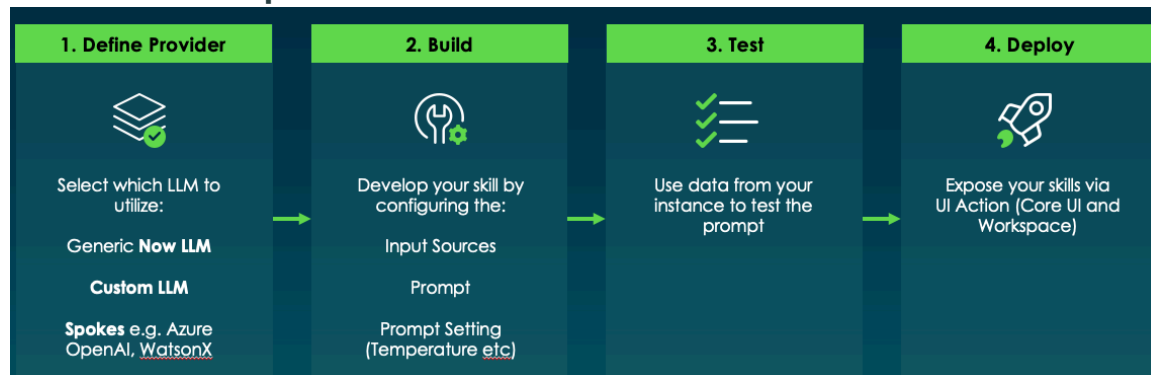 1. Define Provider
Select which LLM to
utilize:
Generic Now LLM
Custom LLM
Spokes e.g. Azure
OpenAI, WatsonX
2. Build
Develop your skill by
configuring the:
Input Sources
Prompt
Prompt Setting
(Temperature etc)
3. Test
Use data from your
instance to test the
prompt
4. Deploy
Expose your skills via
UI Action (Core UI and
Workspace)